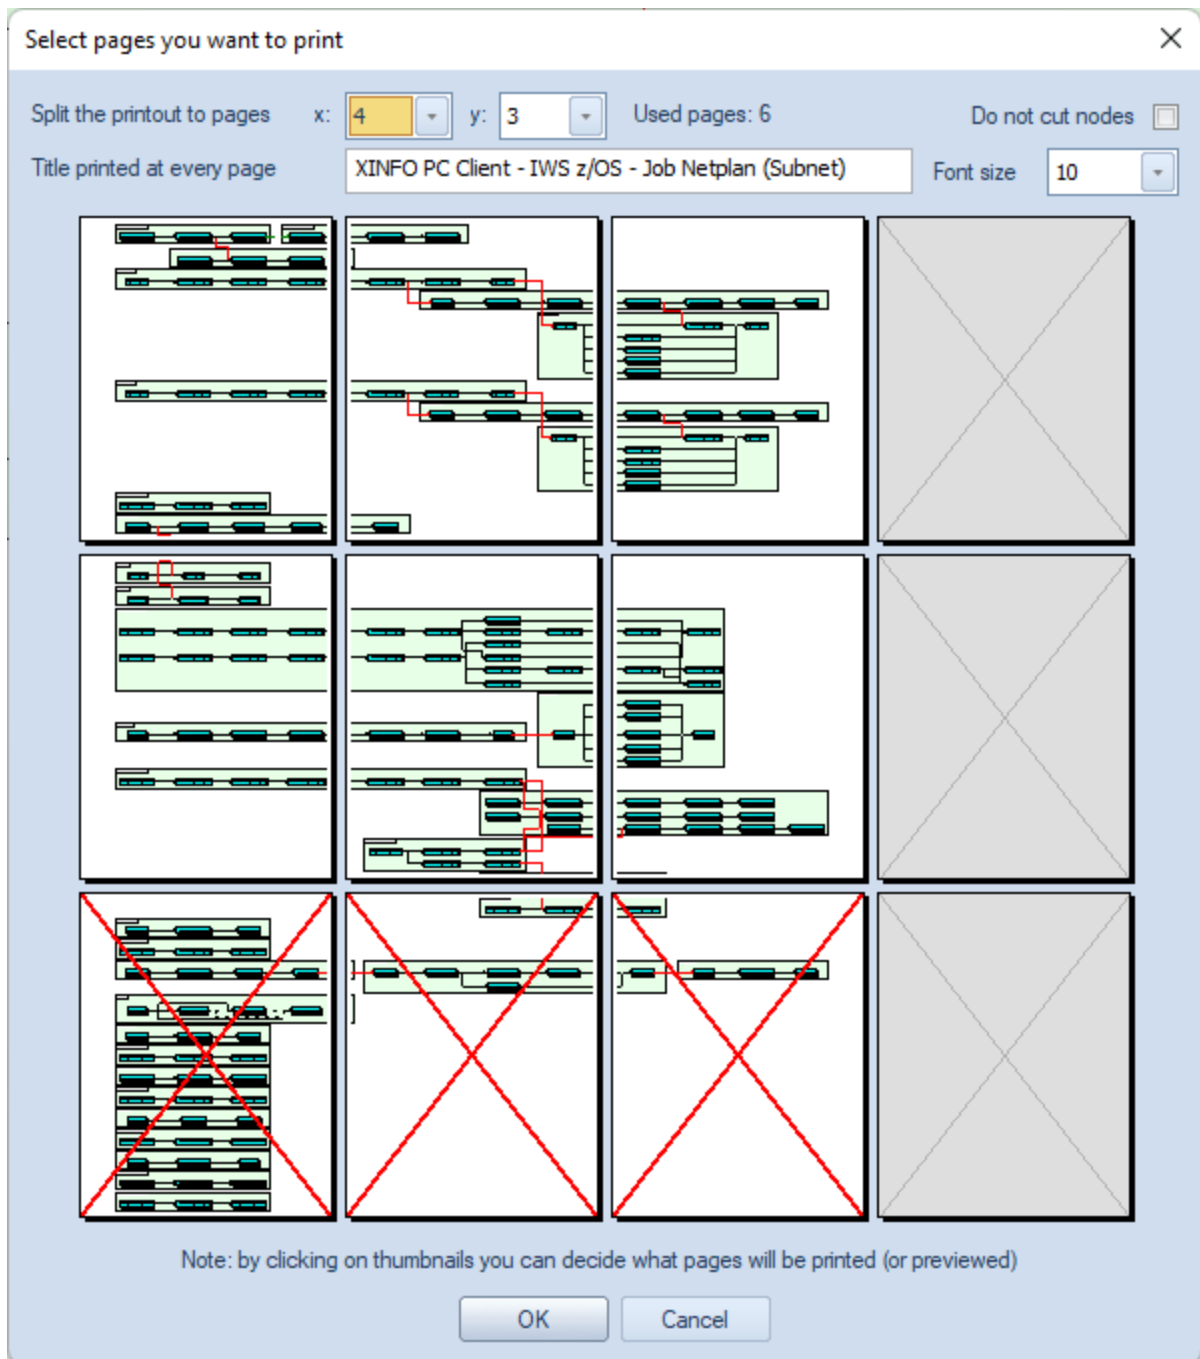 Select pages you want to print
Split the printout to pages x: 4 y: 3 Used pages: 6 Do not cut nodes
Title printed at every page XINFO PC Client - IWS z/OS - Job Netplan (Subnet) Font size 10
Note: by clicking on thumbnails you can decide what pages will be printed (or previewed)
OK Cancel